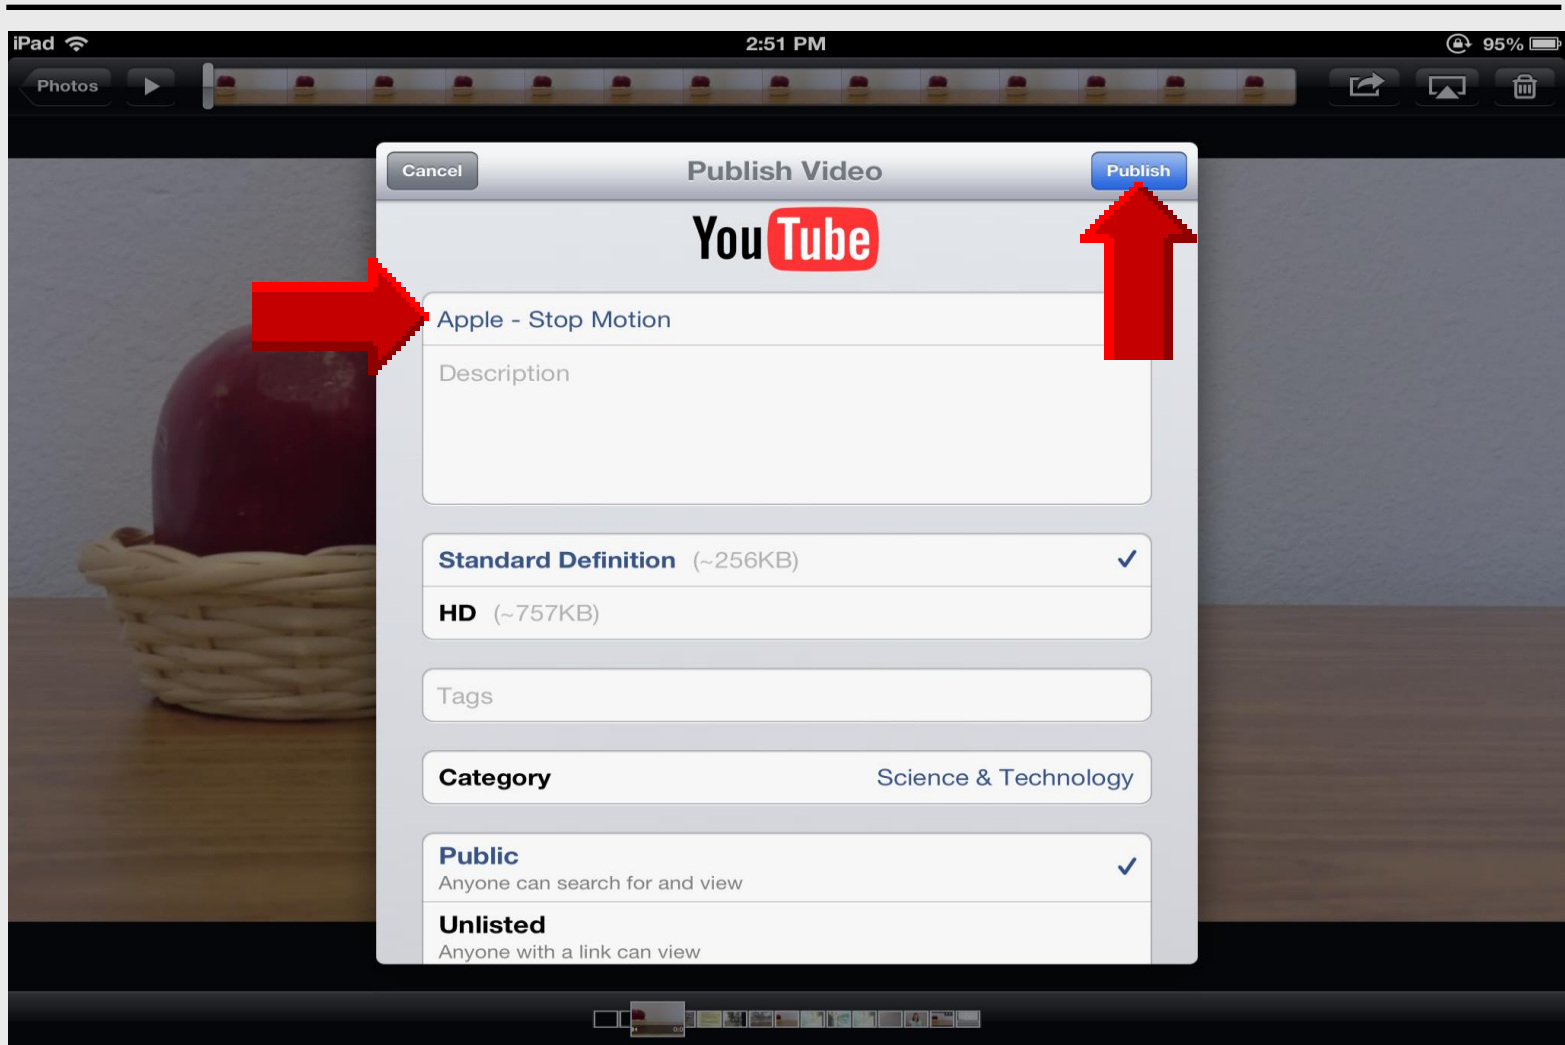 iPad 2:51 PM 95%
Photos
Cancel Publish Video Publish
YouTube
Apple - Stop Motion
Description
Standard Definition (~256KB)
HD (~757KB)
Tags
Category Science & Technology
Public
Anyone can search for and view
Unlisted
Anyone with a link can view